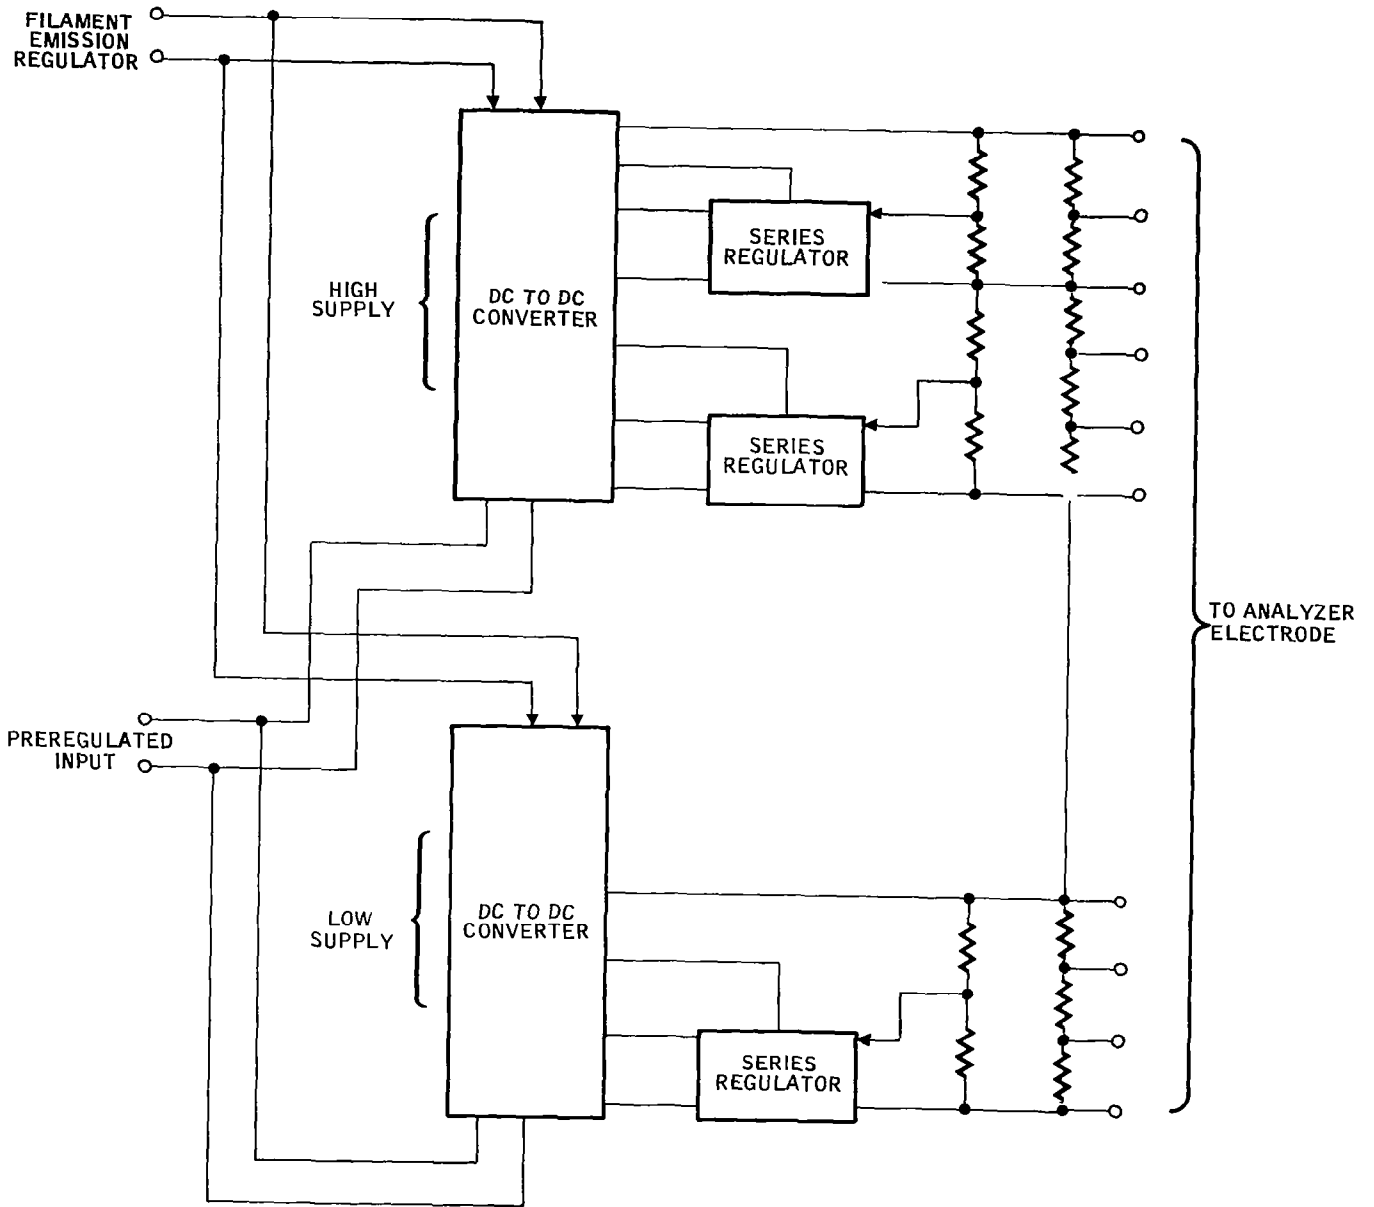 FILAMENT
EMISSION
REGULATOR
HIGH
SUPPLY
DC TO DC
CONVERTER
SERIES
REGULATOR
SERIES
REGULATOR
TO ANALYZER
ELECTRODE
PREREGULATED
INPUT
LOW
SUPPLY
DC TO DC
CONVERTER
SERIES
REGULATOR